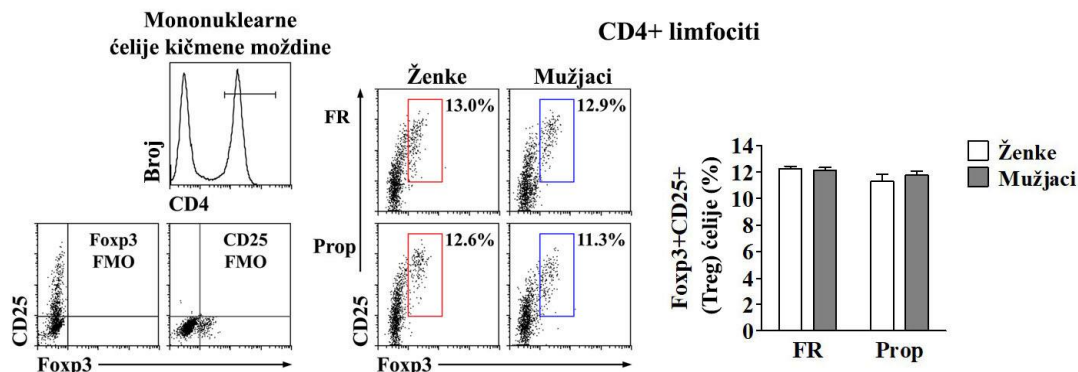 Mononuklearne
ćelije kičmene moždine
Broj
CD4
Foxp3
FMO
CD25
FMO
CD25
Foxp3
CD4+ limfociti
Ženke
Mužjaci
FR
13.0%
12.9%
Prop
12.6%
11.3%
CD25
Foxp3
Foxp3+CD25+
(Treg) ćelije (%)
14
12
10
8
6
4
2
0
FR
Prop
Ženke
Mužjaci